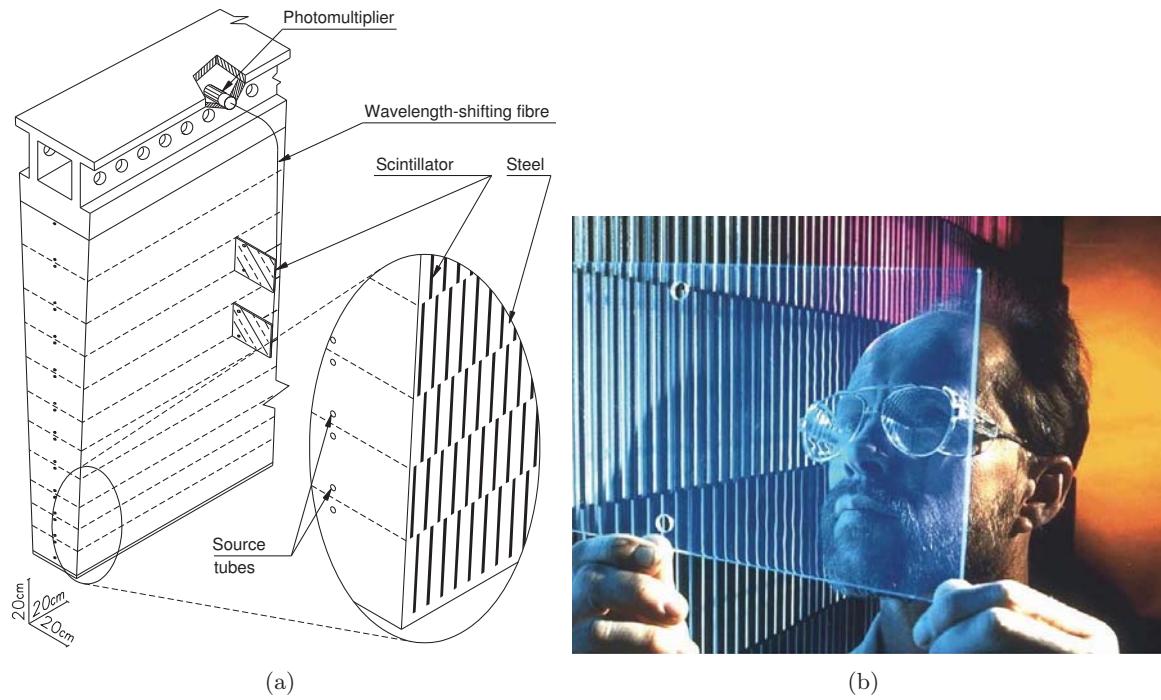 Photomultiplier
Wavelength-shifting fibre
Scintillator
Steel
Source
tubes
20cm
20cm
20cm
(a)
(b)